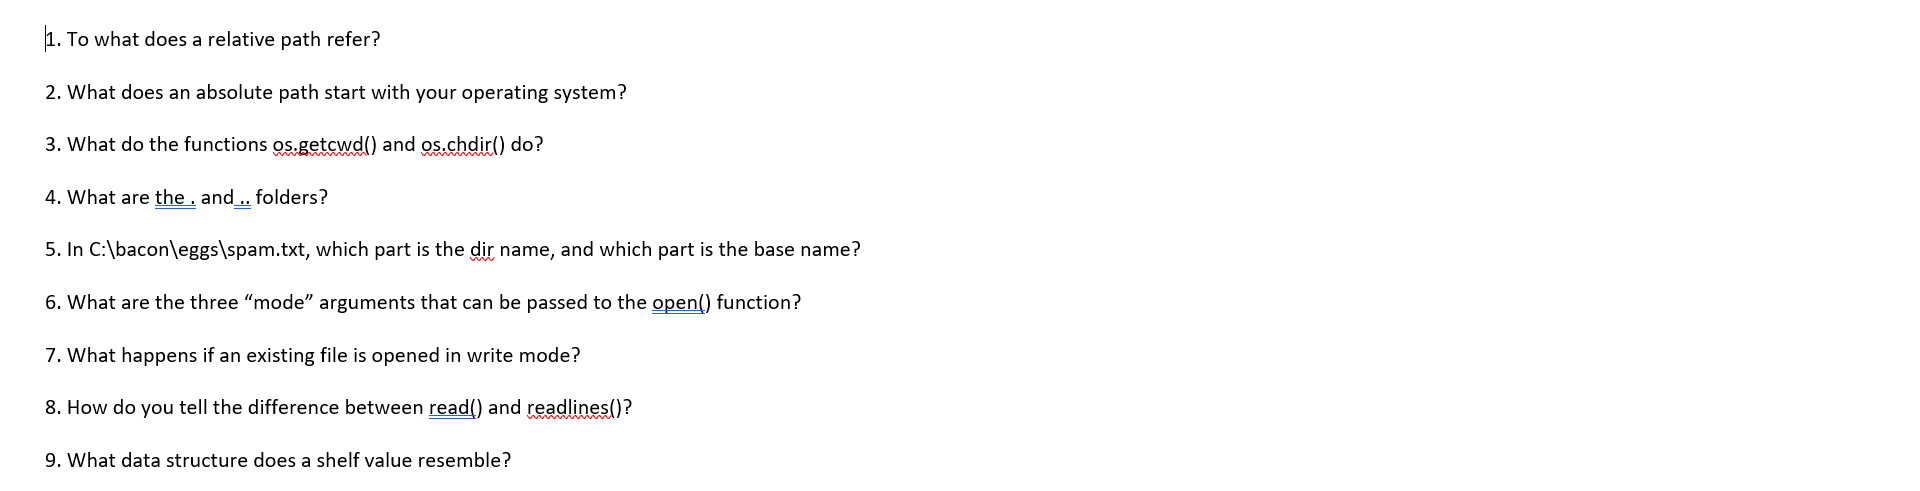 1. To what does a relative path refer?
2. What does an absolute path start with your operating system?
3. What do the functions os.getcwd() and os.chdir() do?
4. What are the . and .. folders?
5. In C:\bacon\eggs\spam.txt, which part is the dir name, and which part is the base name?
6. What are the three “mode” arguments that can be passed to the open() function?
7. What happens if an existing file is opened in write mode?
8. How do you tell the difference between read() and readlines()?
9. What data structure does a shelf value resemble?